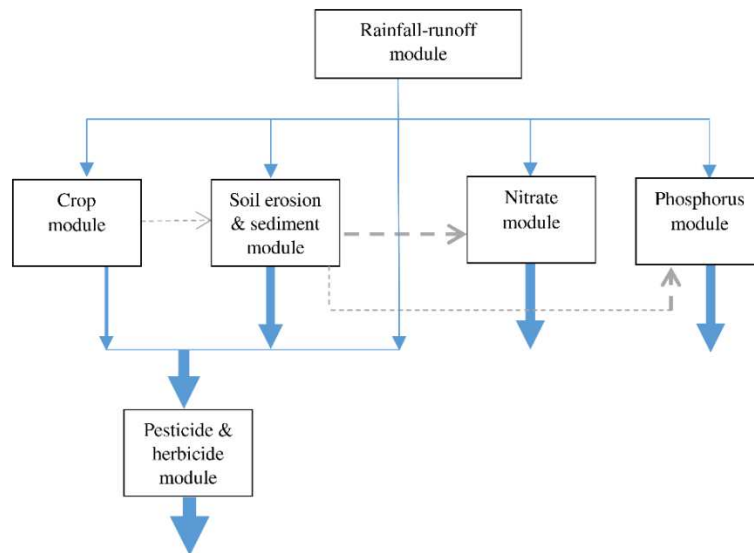 Rainfall-runoff
module
Crop
module
Soil erosion
& sediment
module
Nitrate
module
Phosphorus
module
Pesticide &
herbicide
module